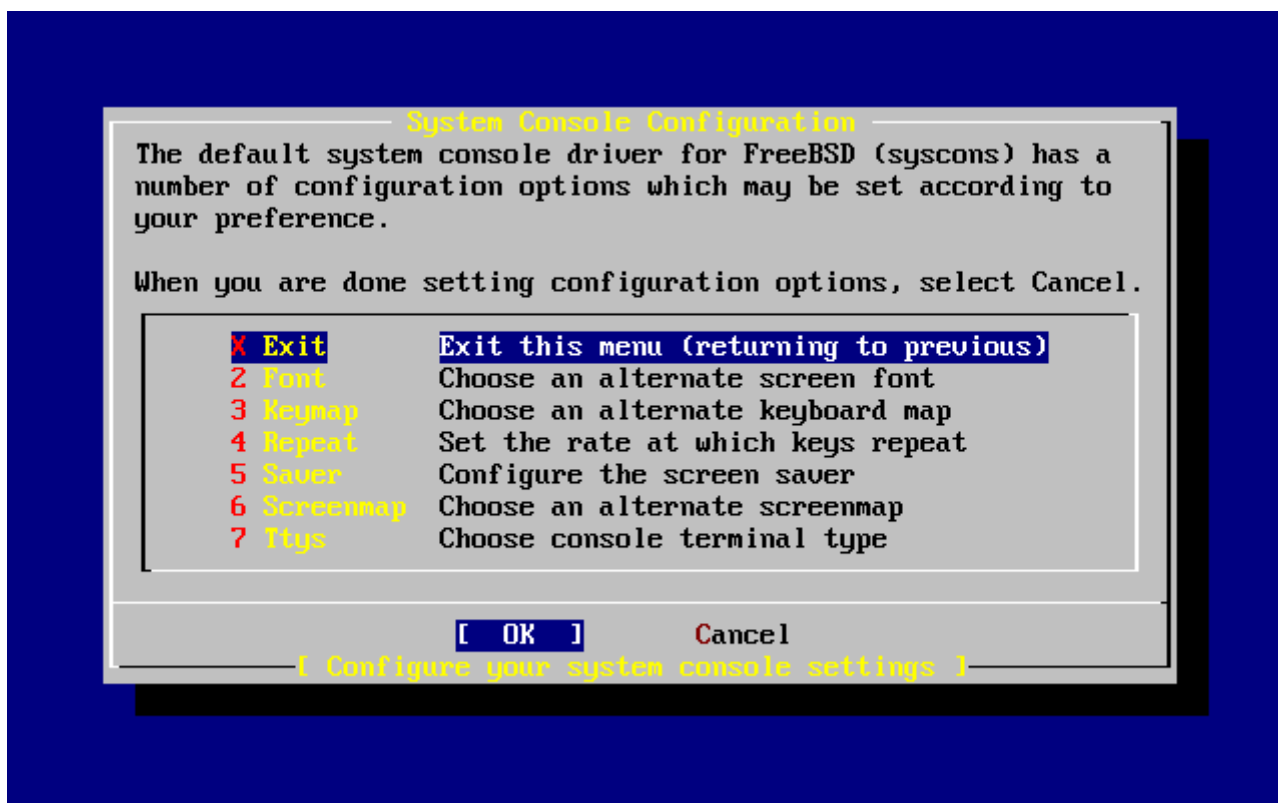 System Console Configuration
The default system console driver for FreeBSD (syscons) has a
number of configuration options which may be set according to
your preference.
When you are done setting configuration options, select Cancel.
X Exit Exit this menu (returning to previous)
2 Font Choose an alternate screen font
3 Keymap Choose an alternate keyboard map
4 Repeat Set the rate at which keys repeat
5 Saver Configure the screen saver
6 Screenmap Choose an alternate screenmap
7 Ttys Choose console terminal type
[ OK ] Cancel
[ Configure your system console settings ]